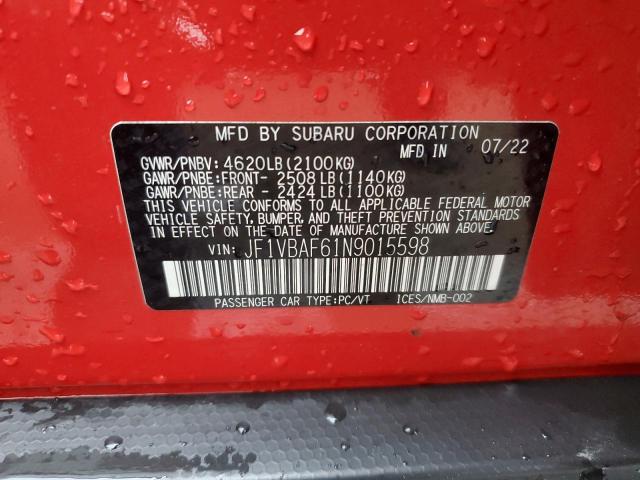 MFD BY SUBARU CORPORATION
MFD IN 07/22
GVWR/PNBV: 4620LB(2100KG)
GAWR/PNBE:FRONT- 2508LB(1140KG)
GAWR/PNBE:REAR - 2424LB(1100KG)
THIS VEHICLE CONFORMS TO ALL APPLICABLE FEDERAL MOTOR
VEHICLE SAFETY, BUMPER, AND THEFT PREVENTION STANDARDS
IN EFFECT ON THE DATE OF MANUFACTURE SHOWN ABOVE.
VIN: JF1VBAF61N9015598
PASSENGER CAR TYPE:PC/VT ICES/NMB-002